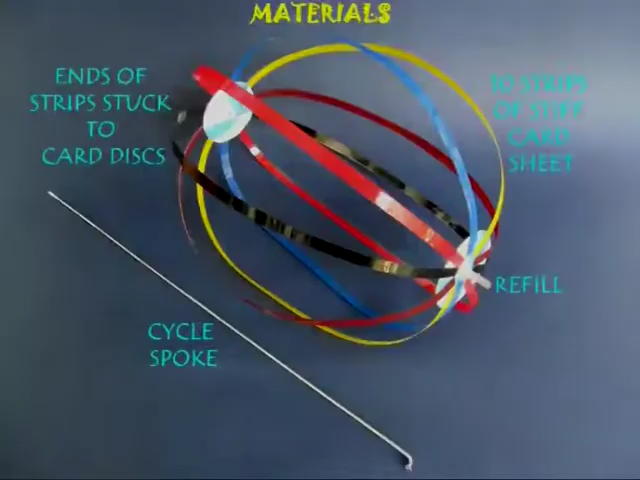 MATERIALS
ENDS OF
STRIPS STUCK
TO
CARD DISCS
10 STRIPS
OF STIFF
CARD
SHEET
REFILL
CYCLE
SPOKE